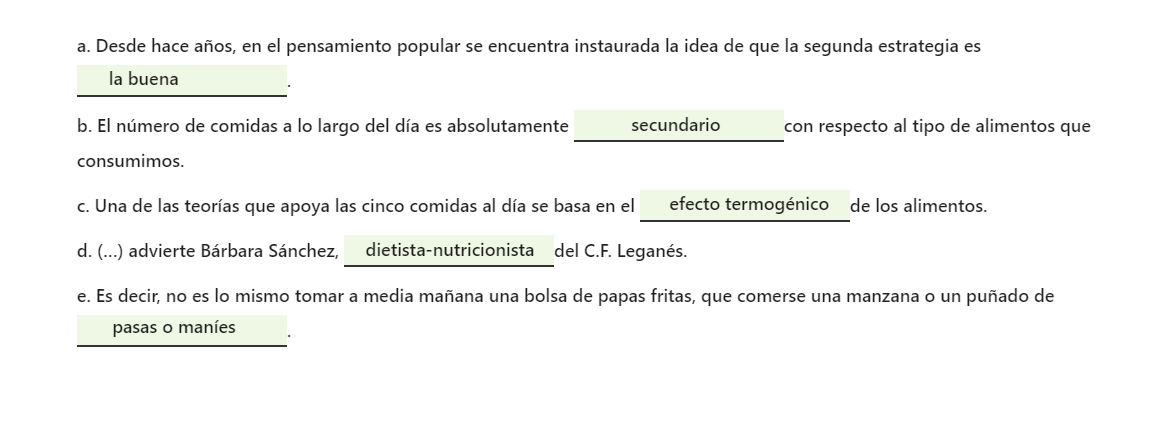 a. Desde hace años, en el pensamiento popular se encuentra instaurada la idea de que la segunda estrategia es
la buena.
b. El número de comidas a lo largo del día es absolutamente secundario con respecto al tipo de alimentos que
consumimos.
c. Una de las teorías que apoya las cinco comidas al día se basa en el efecto termogénico de los alimentos.
d. (...) advierte Bárbara Sánchez, dietista-nutricionista del C.F. Leganés.
e. Es decir, no es lo mismo tomar a media mañana una bolsa de papas fritas, que comerse una manzana o un puñado de
pasas o maníes.